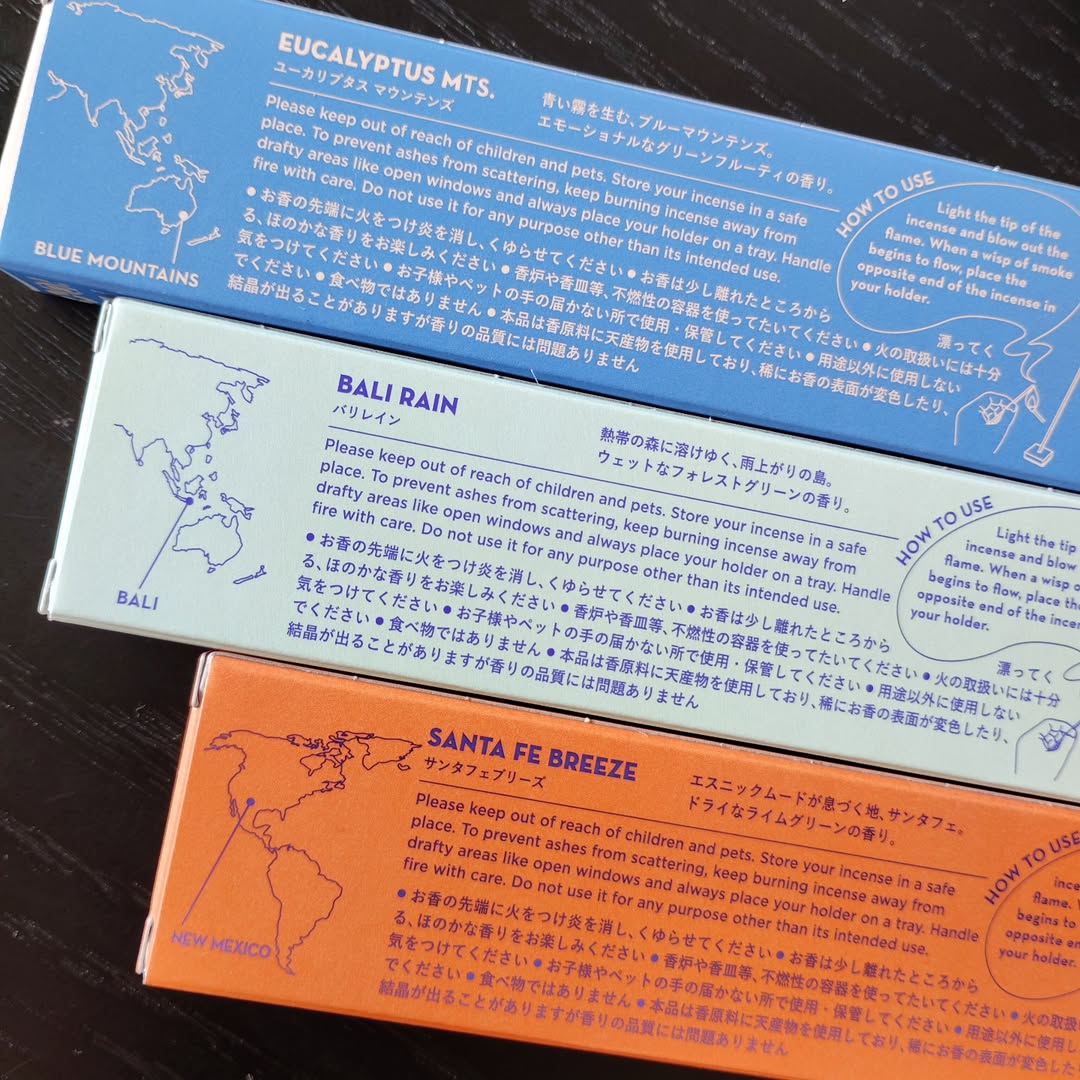 EUCALYPTUS MTS.
ユーカリプタス マウンテンズ
青い霧を生む、ブルーマウンテンズ。
エモーショナルなグリーンフルーティの香り。
Please keep out of reach of children and pets. Store your incense in a safe
place. To prevent ashes from scattering, keep burning incense away from
drafty areas like open windows and always place your holder on a tray. Handle
fire with care. Do not use it for any purpose other than its intended use.
● お香の先端に火をつけ炎を消し、くゆらせてください ● お香は少し離れたところから
る、ほのかな香りをお楽しみください ● 香炉や香皿等、不燃性の容器を使ってたいてください ● 火の取扱いには十分
気をつけてください ● お子様やペットの手の届かない所で使用・保管してください ● 用途以外に使用しない
でください ● 食べ物ではありません ● 本品は香原料に天産物を使用しており、稀にお香の表面が変色したり、
結晶が出ることがありますが香りの品質には問題ありません
漂ってく
BLUE MOUNTAINS
HOW TO USE
Light the tip of the
incense and blow out the
flame. When a wisp of smoke
begins to flow, place the
opposite end of the incense in
your holder.
BALI RAIN
バリレイン
熱帯の森に溶けゆく、雨上がりの島。
ウェットなフォレストグリーンの香り。
Please keep out of reach of children and pets. Store your incense in a safe
place. To prevent ashes from scattering, keep burning incense away from
drafty areas like open windows and always place your holder on a tray. Handle
fire with care. Do not use it for any purpose other than its intended use.
● お香の先端に火をつけ炎を消し、くゆらせてください ● お香は少し離れたところから
る、ほのかな香りをお楽しみください ● 香炉や香皿等、不燃性の容器を使ってたいてください ● 火の取扱いには十分
気をつけてください ● お子様やペットの手の届かない所で使用・保管してください ● 用途以外に使用しない
でください ● 食べ物ではありません ● 本品は香原料に天産物を使用しており、稀にお香の表面が変色したり、
結晶が出ることがありますが香りの品質には問題ありません
漂ってく
BALI
HOW TO USE
Light the tip
incense and blow
flame. When a wisp o
begins to flow, place th
opposite end of the incen
your holder.
SANTA FE BREEZE
サンタフェブリーズ
エスニックムードが息づく地、サンタフェ。
ドライなライムグリーンの香り。
Please keep out of reach of children and pets. Store your incense in a safe
place. To prevent ashes from scattering, keep burning incense away from
drafty areas like open windows and always place your holder on a tray. Handle
fire with care. Do not use it for any purpose other than its intended use.
● お香の先端に火をつけ炎を消し、くゆらせてください ● お香は少し離れたところから
る、ほのかな香りをお楽しみください ● 香炉や香皿等、不燃性の容器を使ってたいてください ● 火の取扱
気をつけてください ● お子様やペットの手の届かない所で使用・保管してください ● 用途以外に使用し
でください ● 食べ物ではありません ● 本品は香原料に天産物を使用しており、稀にお香の表面が変色した
結晶が出ることがありますが香りの品質には問題ありません
NEW MEXICO
HOW TO USE
ince
flame.
begins to
opposite en
your holder.